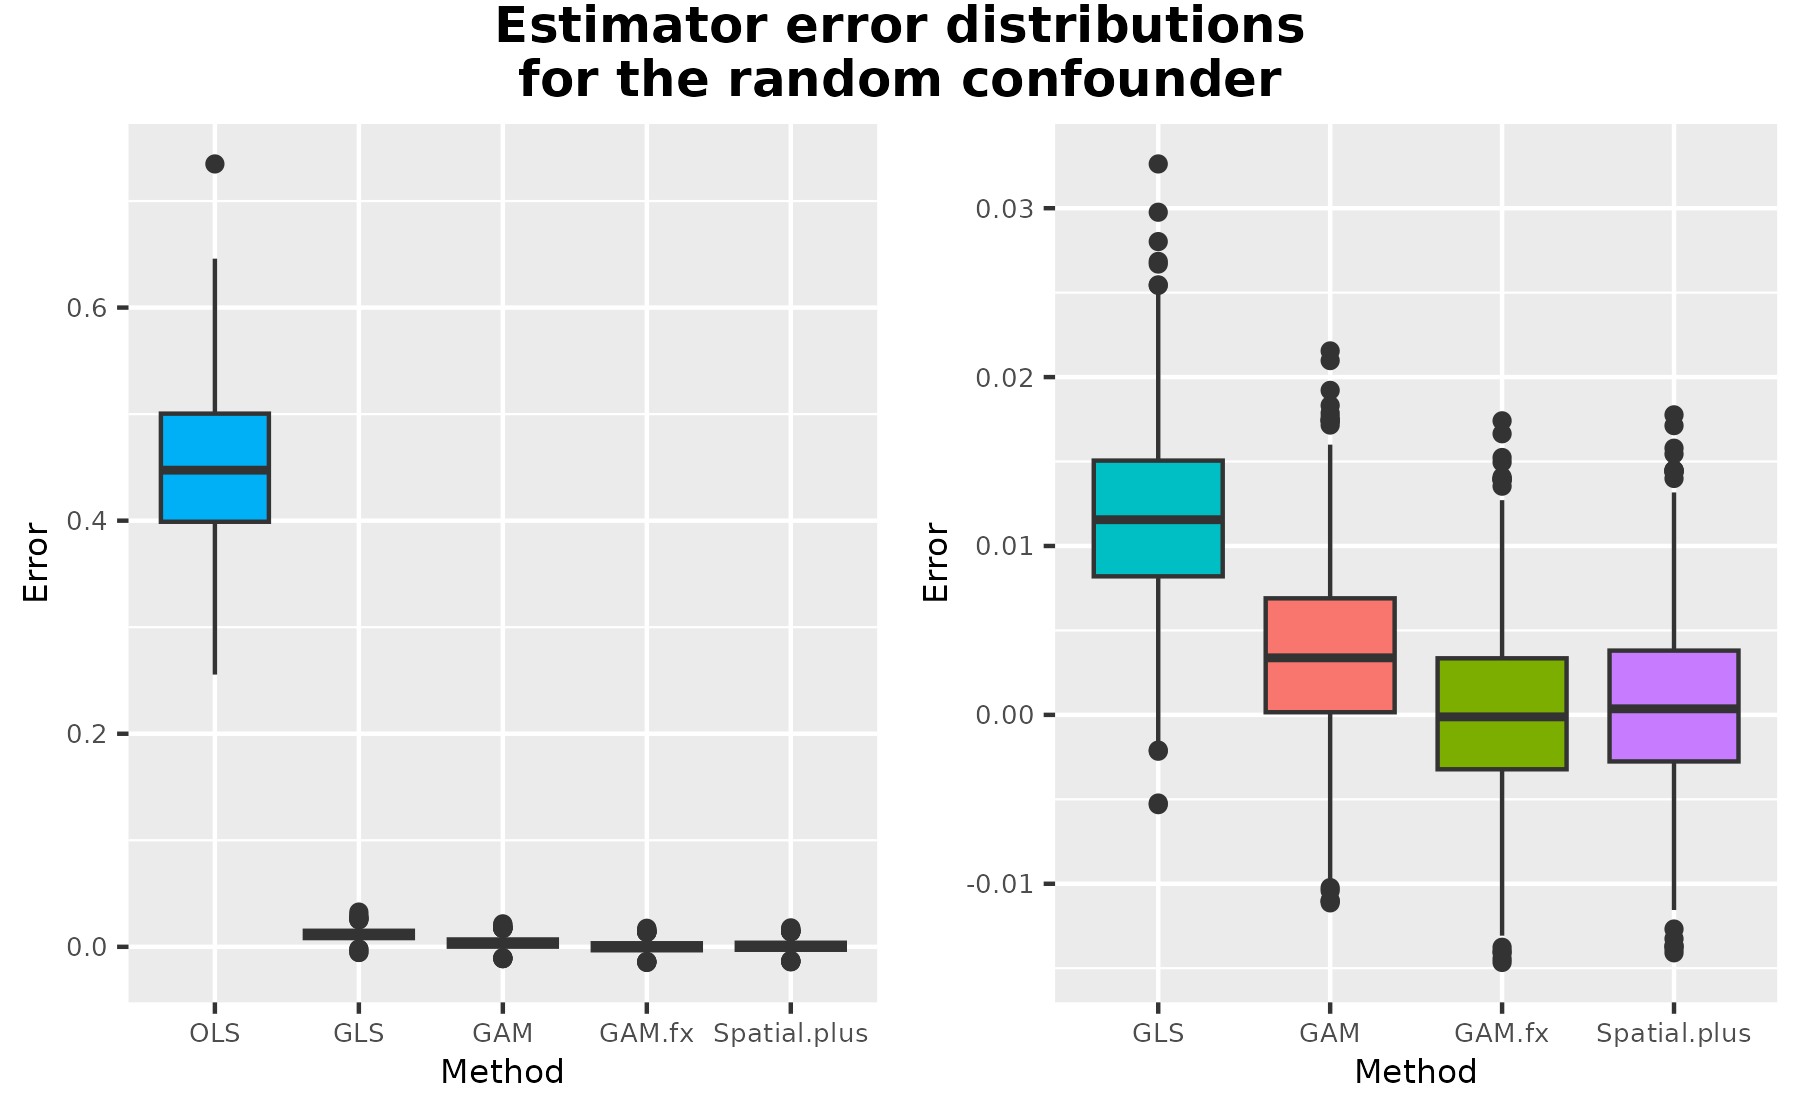 Estimator error distributions
for the random confounder
Error
0.6
0.4
0.2
0.0
OLS GLS GAM GAM.fx Spatial.plus
Method
Error
0.03
0.02
0.01
0.00
-0.01
GLS GAM GAM.fx Spatial.plus
Method